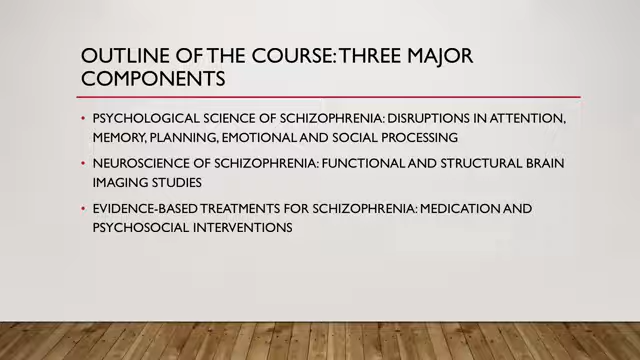 OUTLINE OF THE COURSE: THREE MAJOR
COMPONENTS
• PSYCHOLOGICAL SCIENCE OF SCHIZOPHRENIA: DISRUPTIONS IN ATTENTION,
MEMORY, PLANNING, EMOTIONAL AND SOCIAL PROCESSING
• NEUROSCIENCE OF SCHIZOPHRENIA: FUNCTIONAL AND STRUCTURAL BRAIN
IMAGING STUDIES
• EVIDENCE-BASED TREATMENTS FOR SCHIZOPHRENIA: MEDICATION AND
PSYCHOSOCIAL INTERVENTIONS